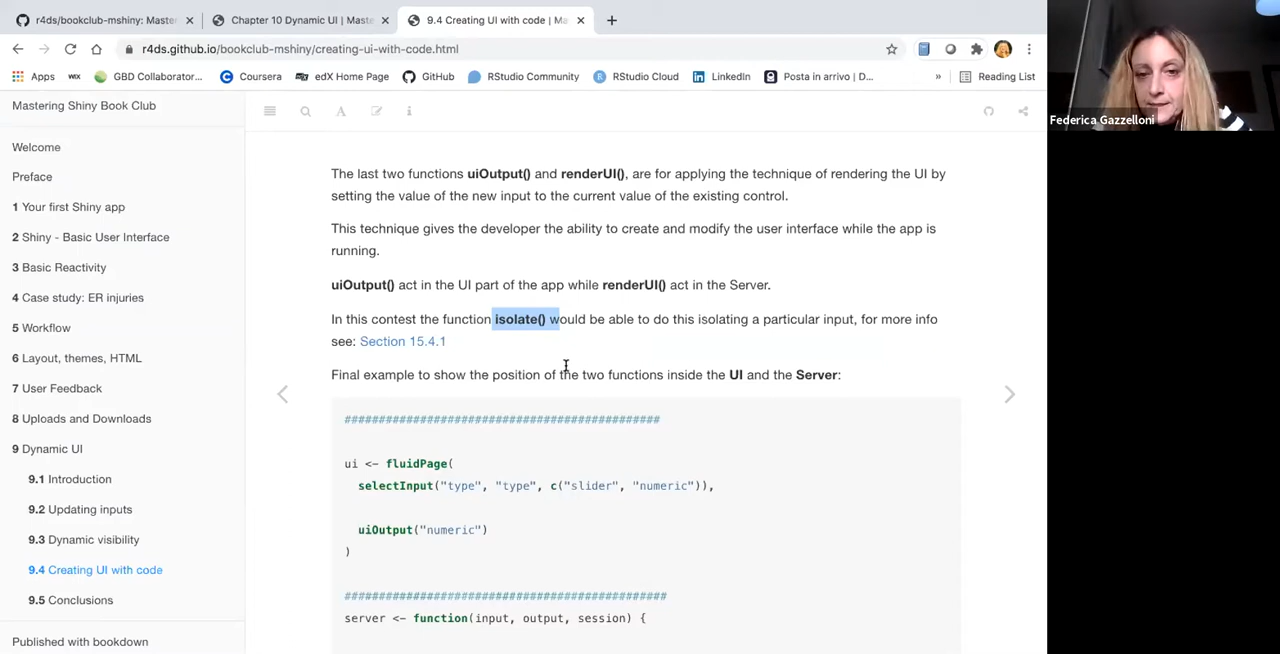 r4ds/bookclub-mshiny: Master
Chapter 10 Dynamic UI | Maste
9.4 Creating UI with code | Ma
r4ds.github.io/bookclub-mshiny/creating-ui-with-code.html
Apps
WIX
GBD Collaborator...
Coursera
edX Home Page
GitHub
RStudio Community
RStudio Cloud
LinkedIn
Posta in arrivo | D...
»
Reading List
Mastering Shiny Book Club
Welcome
Preface
1 Your first Shiny app
2 Shiny - Basic User Interface
3 Basic Reactivity
4 Case study: ER injuries
5 Workflow
6 Layout, themes, HTML
7 User Feedback
8 Uploads and Downloads
9 Dynamic UI
9.1 Introduction
9.2 Updating inputs
9.3 Dynamic visibility
9.4 Creating UI with code
9.5 Conclusions
Published with bookdown
The last two functions uiOutput() and renderUI(), are for applying the technique of rendering the UI by
setting the value of the new input to the current value of the existing control.
This technique gives the developer the ability to create and modify the user interface while the app is
running.
uiOutput() act in the UI part of the app while renderUI() act in the Server.
In this contest the function isolate() would be able to do this isolating a particular input, for more info
see: Section 15.4.1
Final example to show the position of the two functions inside the UI and the Server:
##############################################
ui <- fluidPage(
selectInput("type", "type", c("slider", "numeric")),
uiOutput("numeric")
)
###############################################
server <- function(input, output, session) {
Federica Gazzelloni